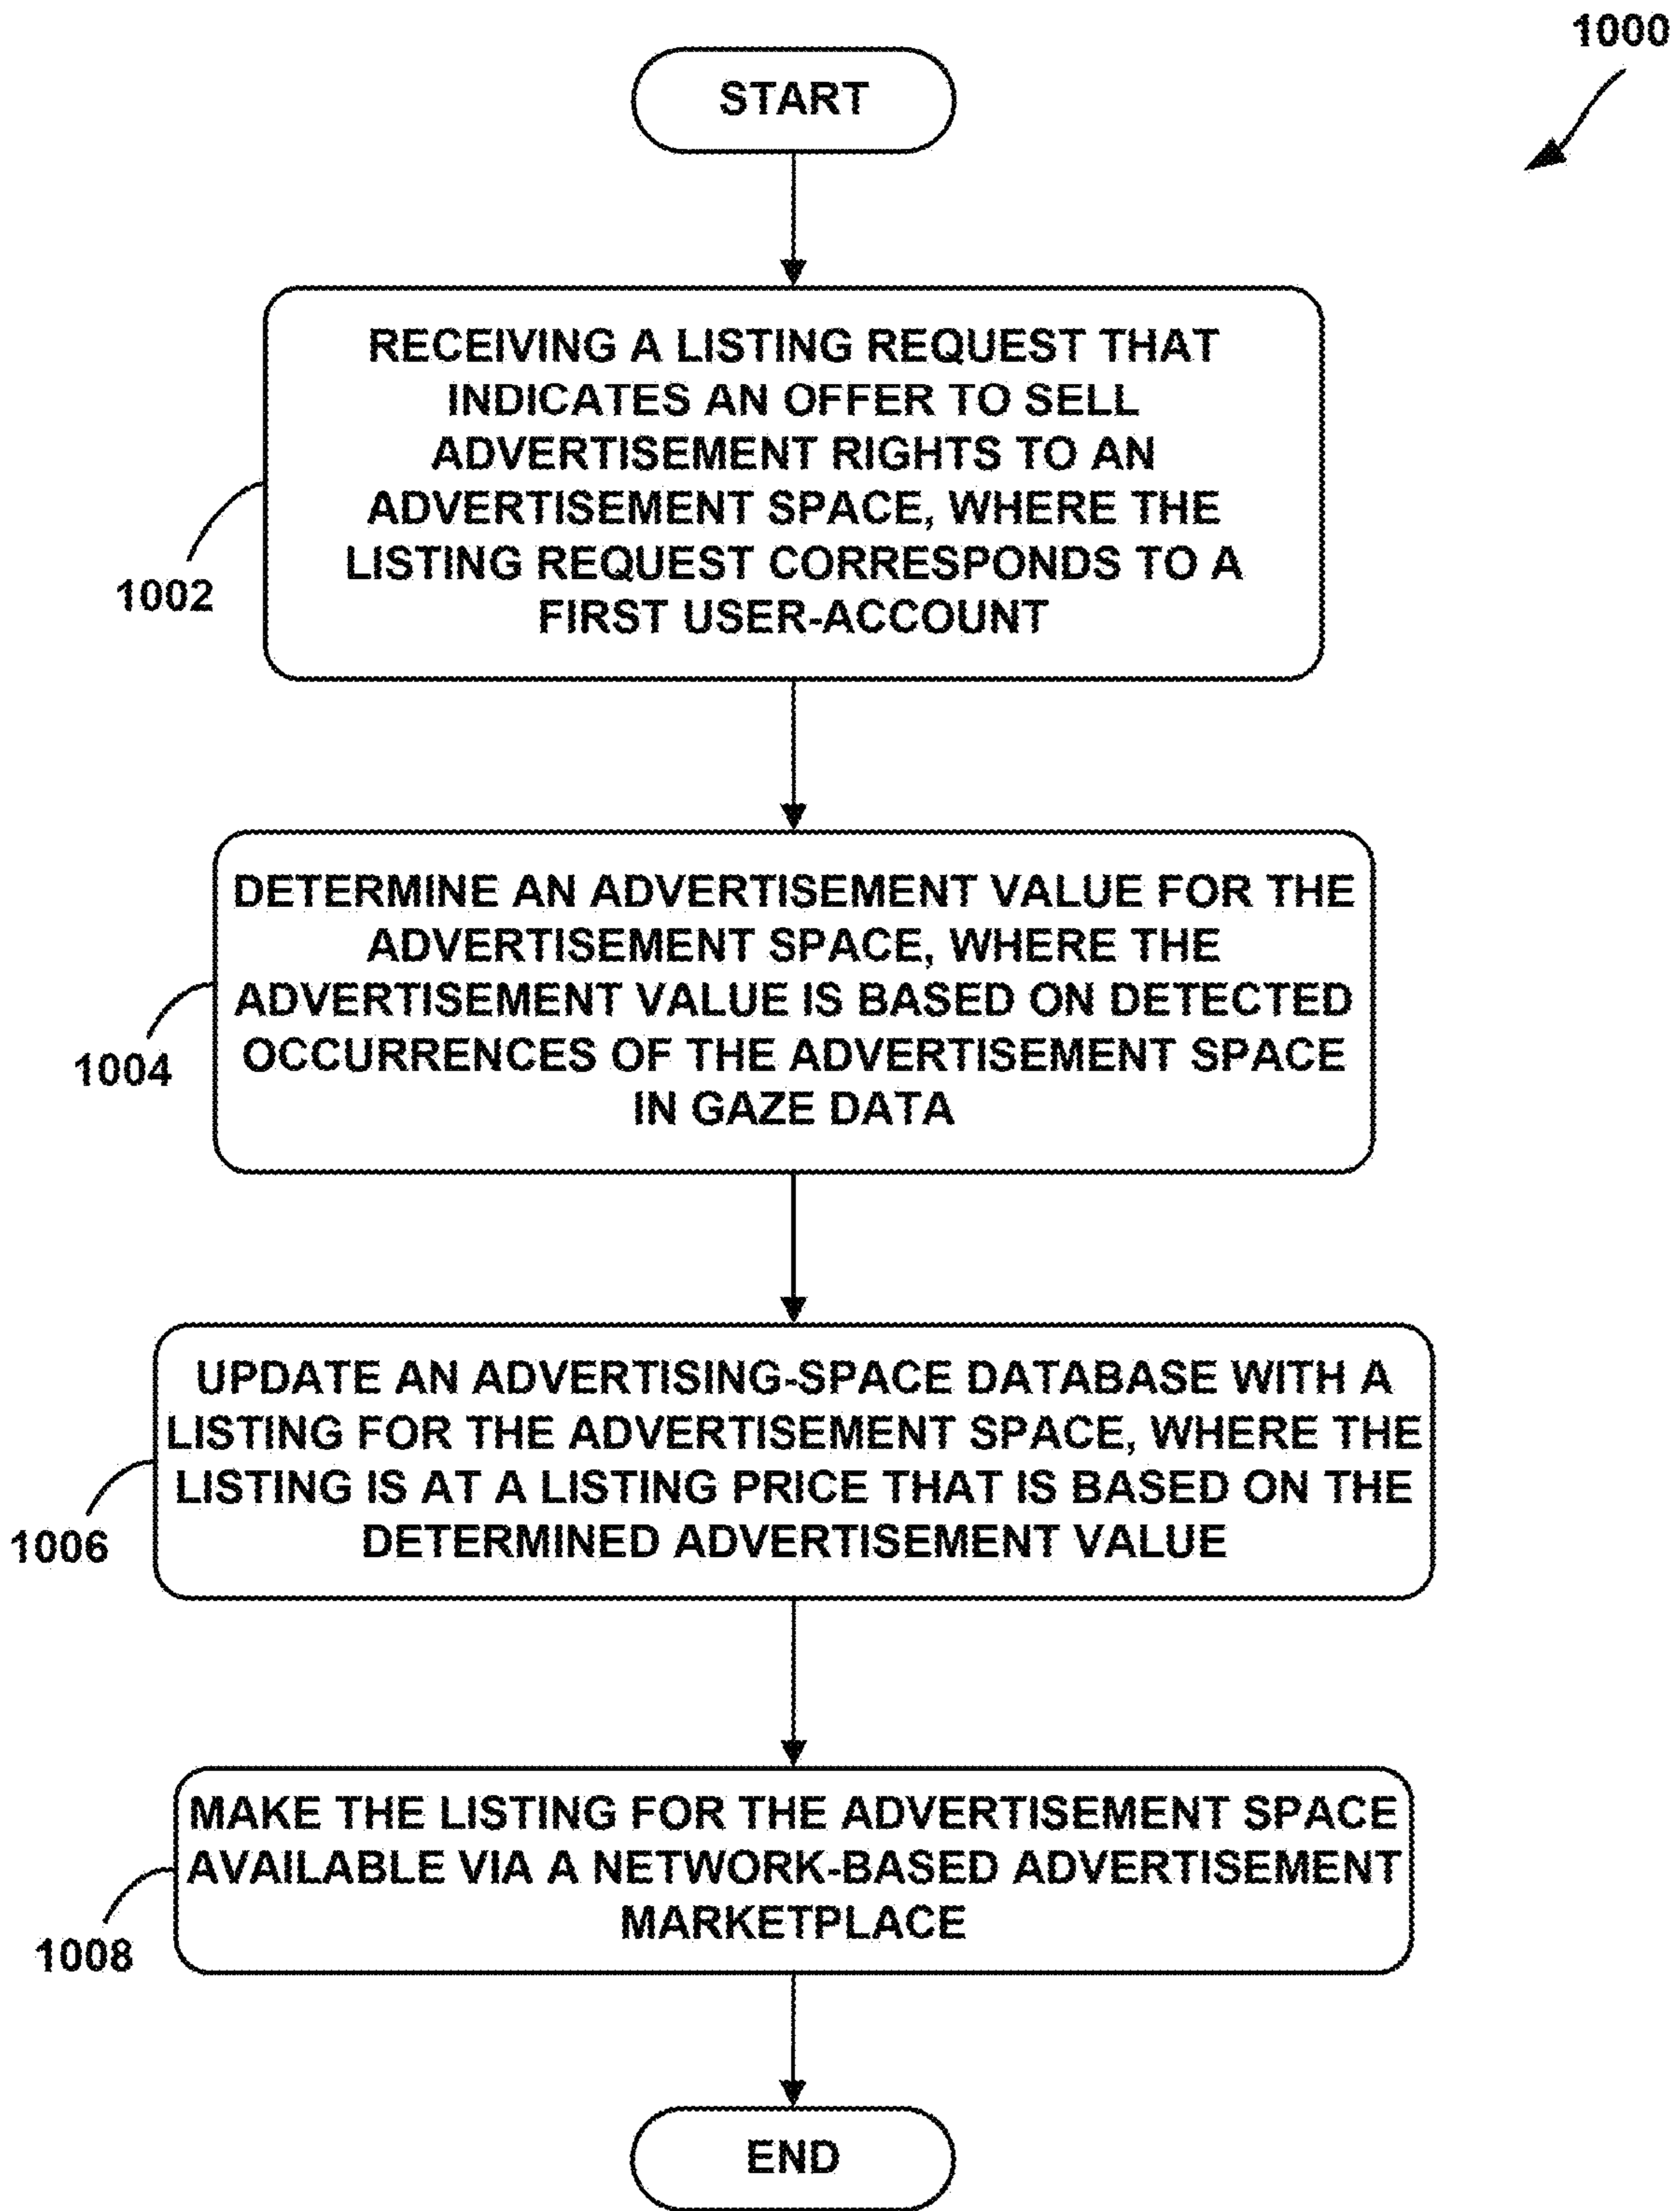 1000
START
RECEIVING A LISTING REQUEST THAT
INDICATES AN OFFER TO SELL
ADVERTISEMENT RIGHTS TO AN
ADVERTISEMENT SPACE, WHERE THE
LISTING REQUEST CORRESPONDS TO A
FIRST USER-ACCOUNT
1002
DETERMINE AN ADVERTISEMENT VALUE FOR THE
ADVERTISEMENT SPACE, WHERE THE
ADVERTISEMENT VALUE IS BASED ON DETECTED
OCCURRENCES OF THE ADVERTISEMENT SPACE
IN GAZE DATA
1004
UPDATE AN ADVERTISING-SPACE DATABASE WITH A
LISTING FOR THE ADVERTISEMENT SPACE, WHERE THE
LISTING IS AT A LISTING PRICE THAT IS BASED ON THE
DETERMINED ADVERTISEMENT VALUE
1006
MAKE THE LISTING FOR THE ADVERTISEMENT SPACE
AVAILABLE VIA A NETWORK-BASED ADVERTISEMENT
MARKETPLACE
1008
END